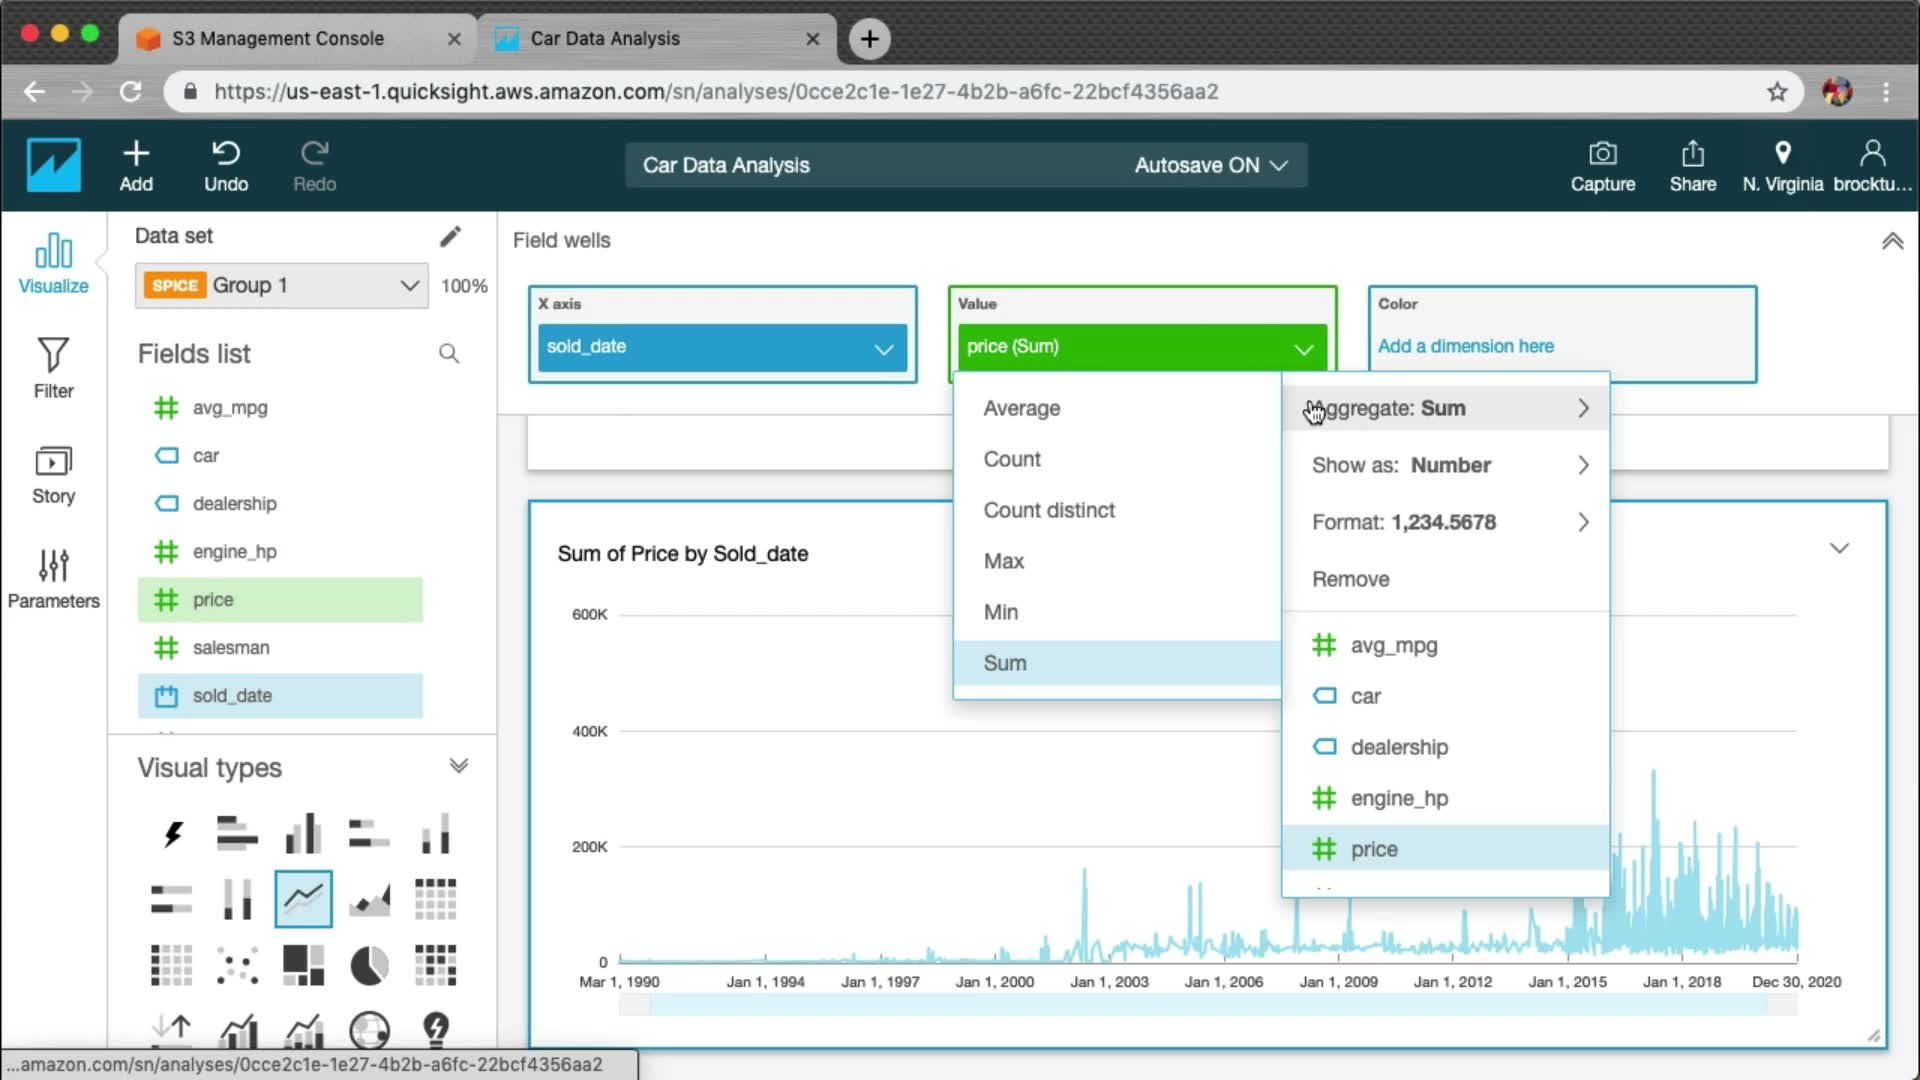 S3 Management Console
Car Data Analysis
https://us-east-1.quicksight.aws.amazon.com/sn/analyses/0cce2c1e-1e27-4b2b-a6fc-22bcf4356aa2
Add
Undo
Redo
Car Data Analysis
Autosave ON
Capture
Share
N. Virginia
brocktu...
Visualize
Filter
Story
Parameters
Data set
SPICE Group 1
100%
Fields list
avg_mpg
car
dealership
engine_hp
price
salesman
sold_date
Visual types
Field wells
X axis
sold_date
Value
price (Sum)
Color
Add a dimension here
Average
Count
Count distinct
Max
Min
Sum
Aggregate: Sum
Show as: Number
Format: 1,234.5678
Remove
avg_mpg
car
dealership
engine_hp
price
Sum of Price by Sold_date
600K
400K
200K
0
Mar 1, 1990
Jan 1, 1994
Jan 1, 1997
Jan 1, 2000
Jan 1, 2003
Jan 1, 2006
Jan 1, 2009
Jan 1, 2012
Jan 1, 2015
Jan 1, 2018
Dec 30, 2020
...amazon.com/sn/analyses/0cce2c1e-1e27-4b2b-a6fc-22bcf4356aa2